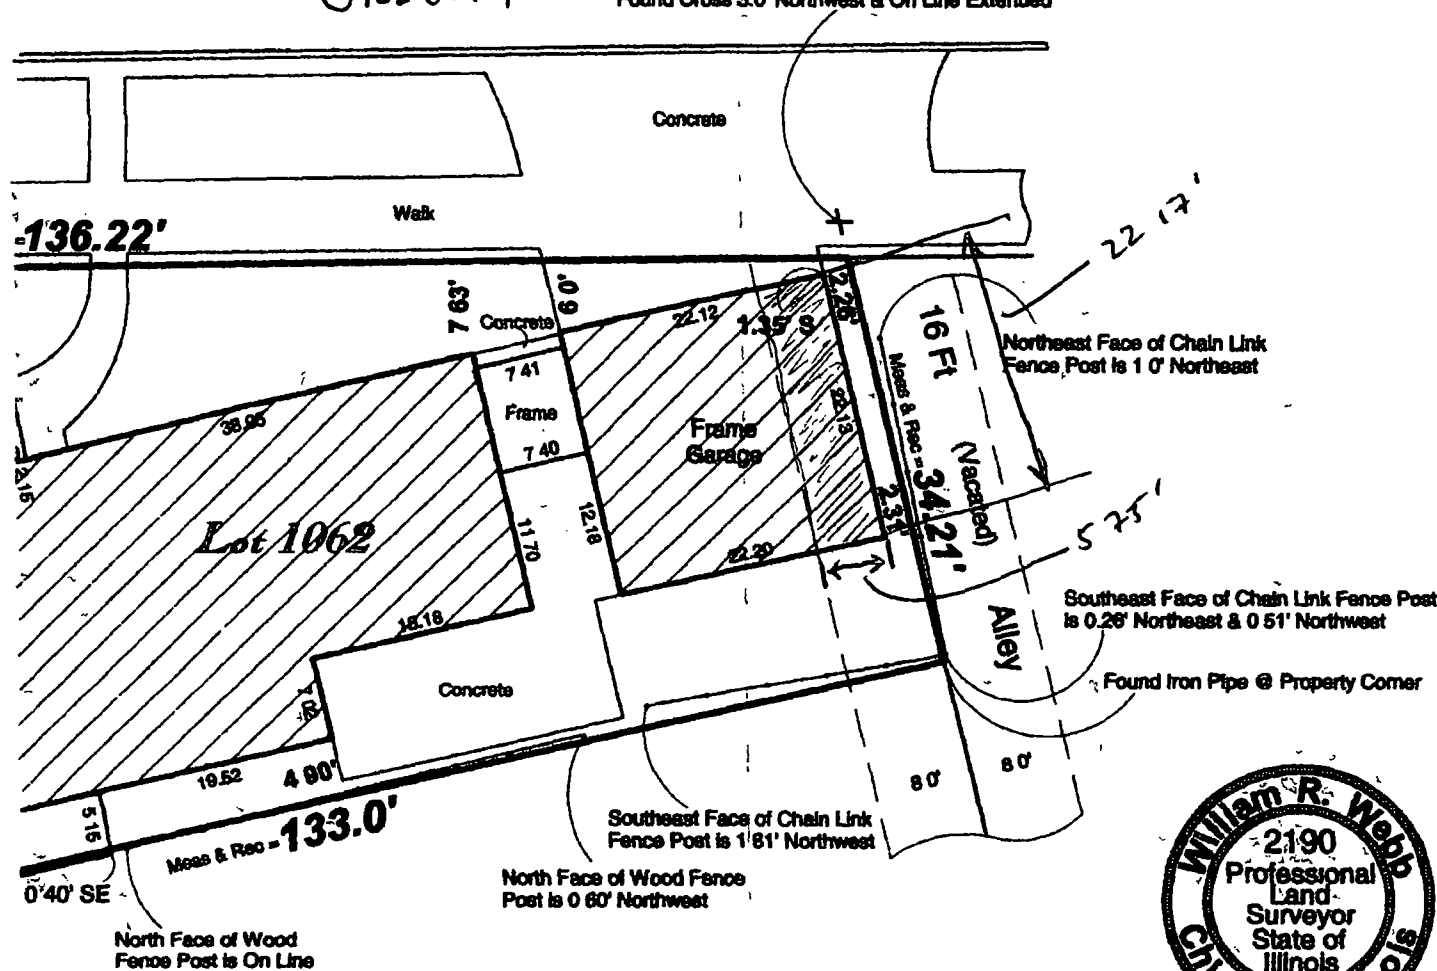 Found Cross 3.0' Northwest & On Line Extended
Concrete
Walk
=136.22'
22 17'
7 63'
6.0'
Concrete
22.12
1.35' S
2.26'
16 Ft
Northeast Face of Chain Link
Fence Post is 1 0' Northeast
7 41
Frame
7 40
38.95
Frame
Garage
22.13
Meas & Rec = 34.21'
(Vacated)
2.15
Lot 1062
11 70
12.18
2.31'
22.20
5 75'
18.18
Southeast Face of Chain Link Fence Post
is 0.26' Northeast & 0 51' Northwest
Alley
Concrete
7.02
Found Iron Pipe @ Property Corner
19.52
4 90'
8 0'
8 0'
5 15
Meas & Rec = 133.0'
Southeast Face of Chain Link
Fence Post is 1'81' Northwest
0'40' SE
North Face of Wood Fence
Post is 0 60' Northwest
North Face of Wood
Fence Post is On Line
William R. Webb
2190
Professional
Land
Surveyor
State of
Illinois